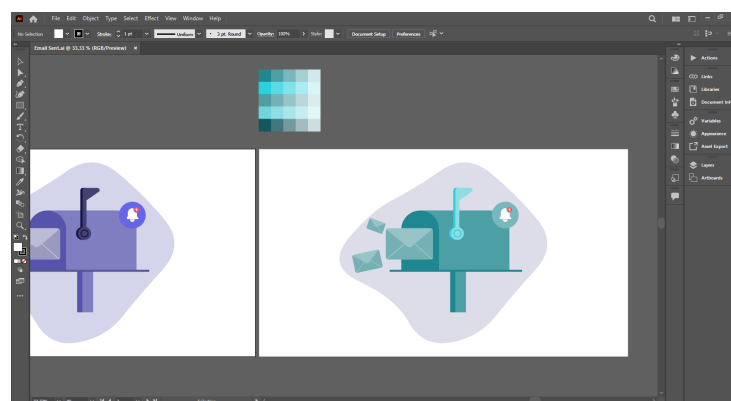 Ai File Edit Object Type Select Effect View Window Help
No Selection Stroke: 1 pt Uniform 3 pt. Round Opacity: 100% Style: Document Setup Preferences
Email Sent.ai @ 33,33 % (RGB/Preview) ×
Actions
Links
Libraries
Document Inf
Variables
Appearance
Asset Export
Layers
Artboards